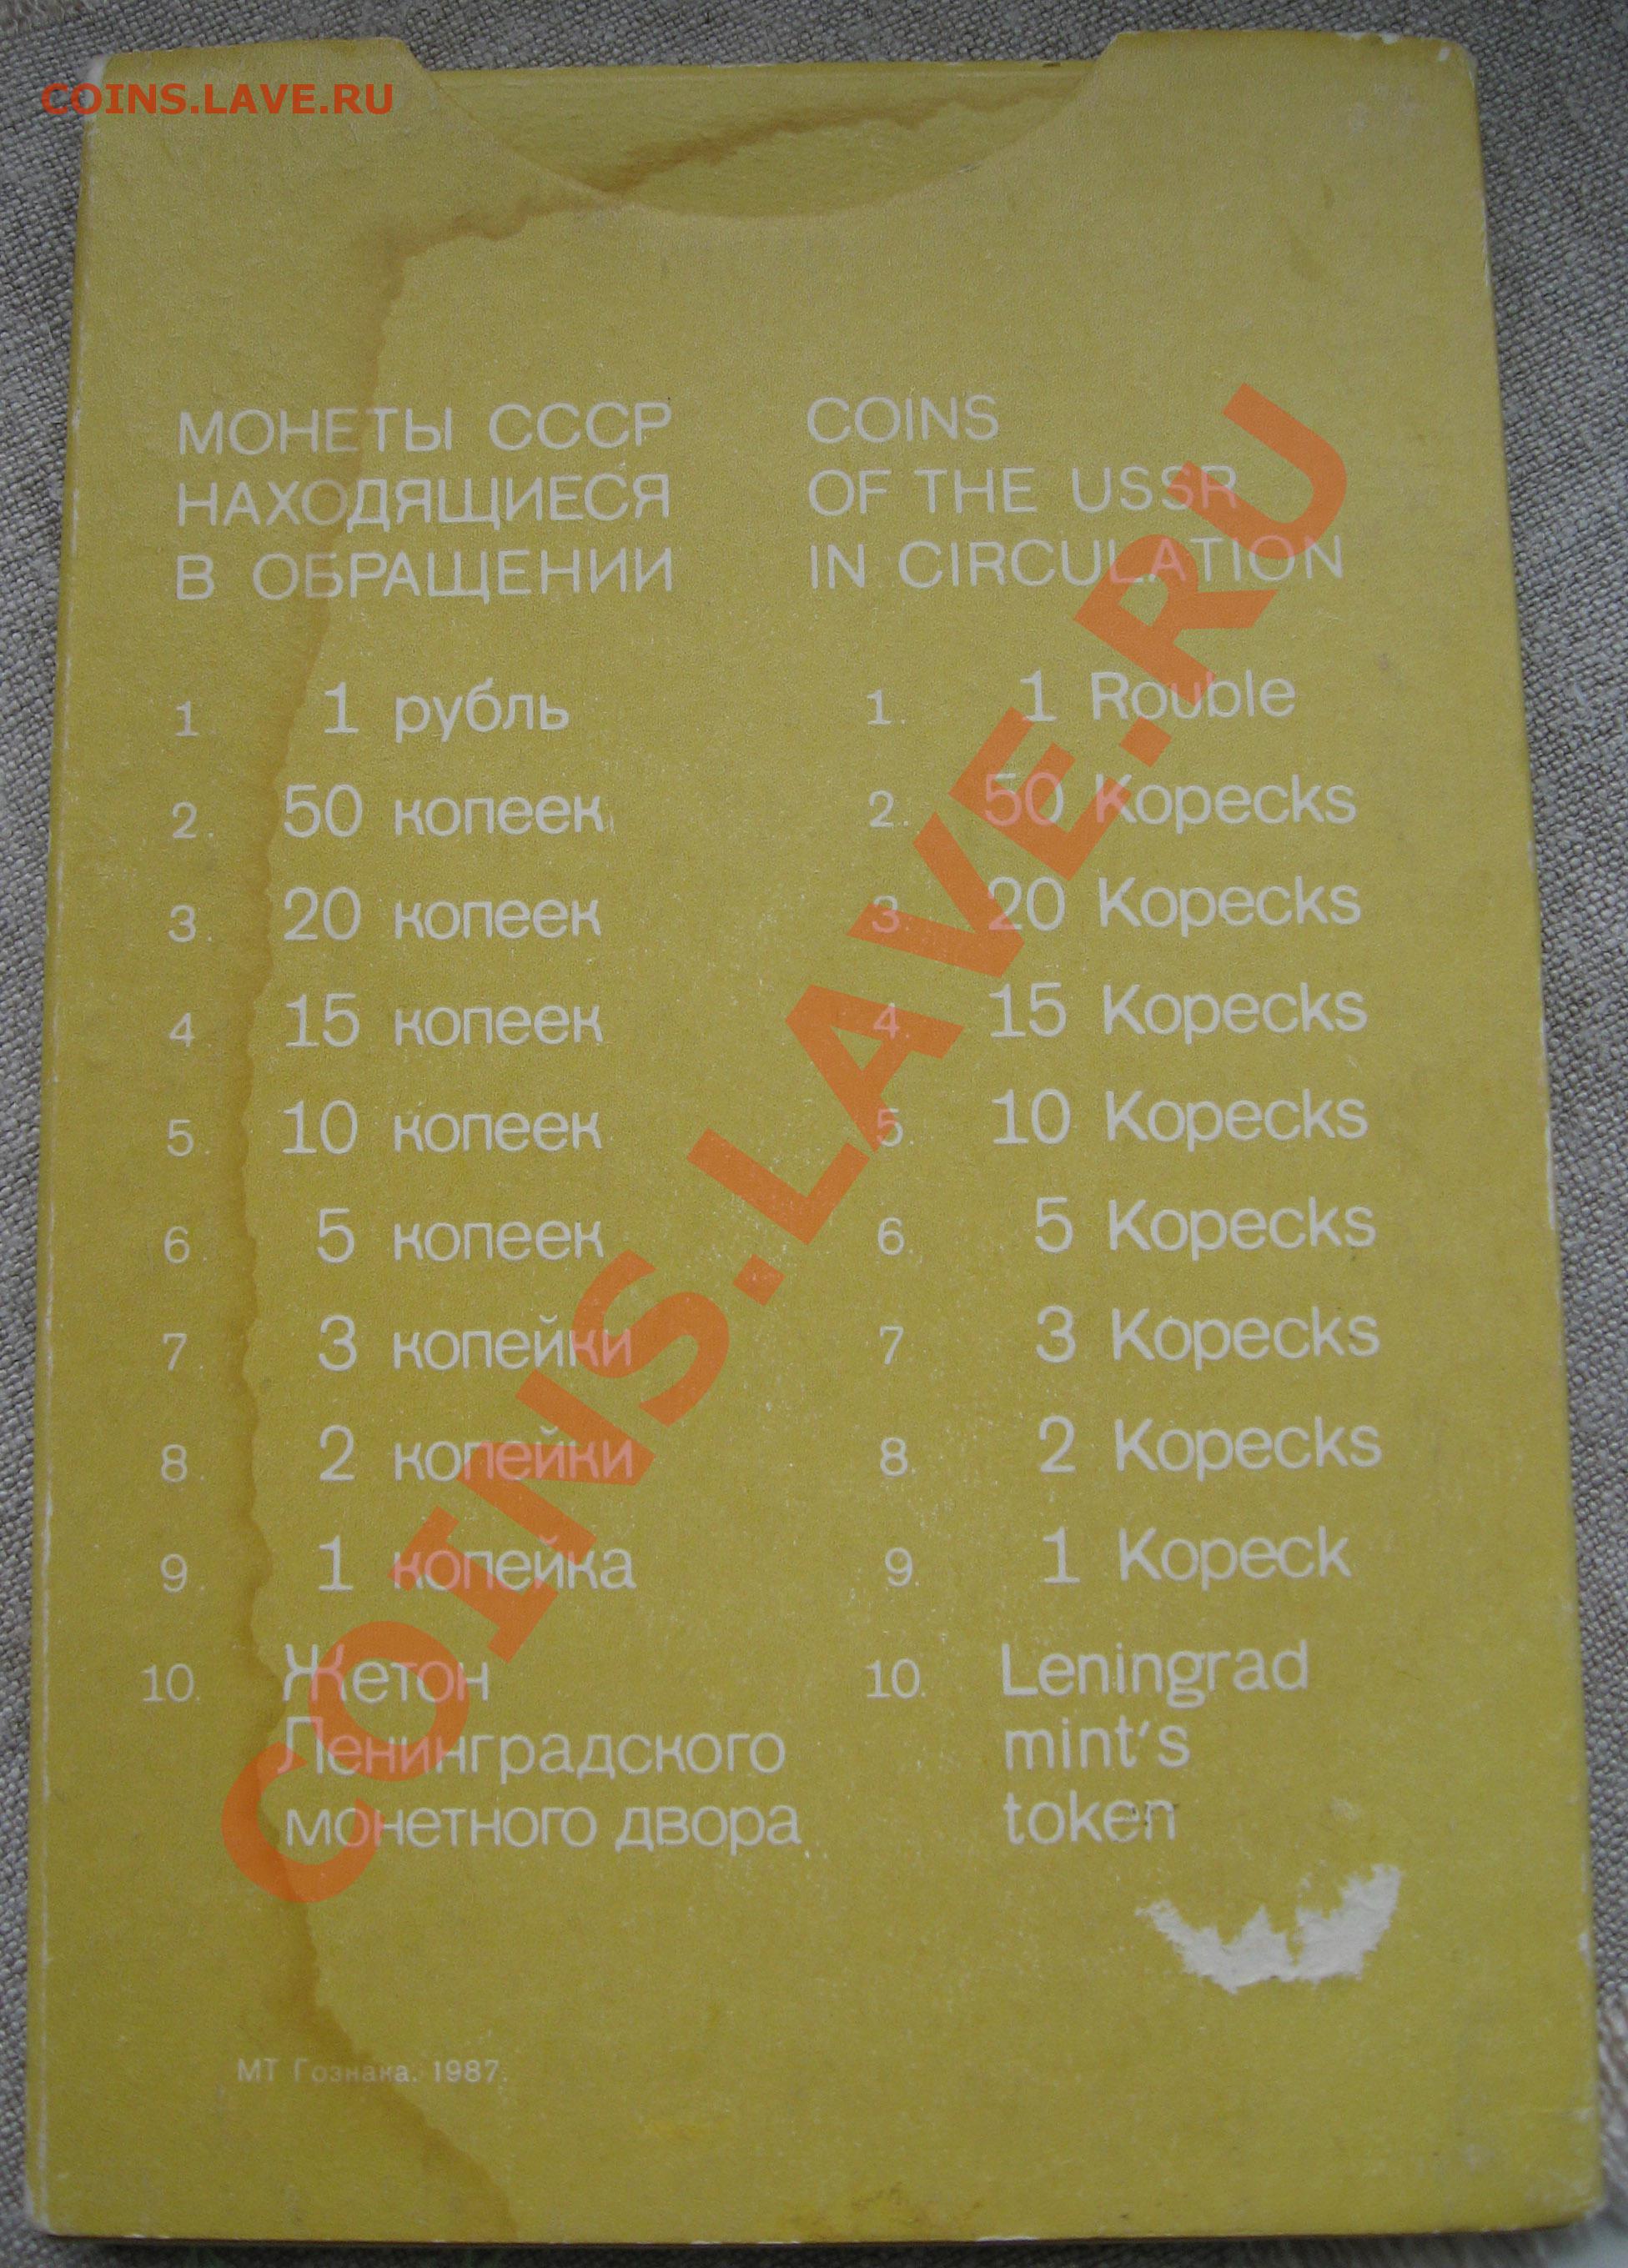 COINS.LAVE.RU
МОНЕТЫ СССР
НАХОДЯЩИЕСЯ
В ОБРАЩЕНИИ
1. 1 рубль
2. 50 копеек
3. 20 копеек
4. 15 копеек
5. 10 копеек
6. 5 копеек
7. 3 копейки
8. 2 копейки
9. 1 копейка
10. Жетон
Ленинградского
монетного двора
COINS
OF THE USSR
IN CIRCULATION
1. 1 Rouble
2. 50 Kopecks
3. 20 Kopecks
4. 15 Kopecks
5. 10 Kopecks
6. 5 Kopecks
7 3 Kopecks
8. 2 Kopecks
9. 1 Kopeck
10. Leningrad
mint's
token
МТ Гознака. 1987.
COINS.LAVE.RU